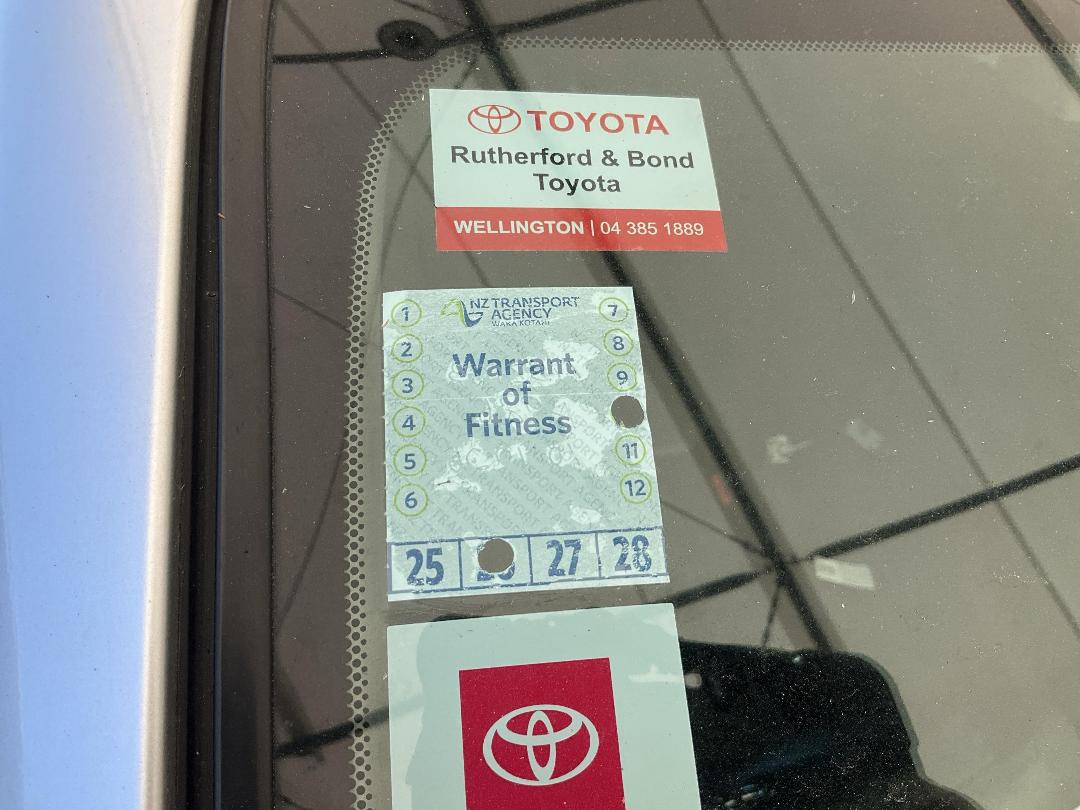 TOYOTA
Rutherford & Bond
Toyota
WELLINGTON | 04 385 1889
NZ TRANSPORT
AGENCY
WAKA KOTAHI
Warrant
of
Fitness
1
2
3
4
5
6
7
8
9
11
12
25
27
28